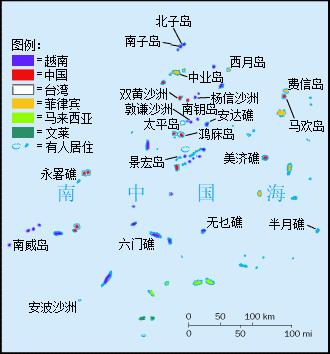 北子岛
南子岛
图例：
=越南
=中国
=台湾
=菲律宾
=马来西亚
=文莱
=有人居住
中业岛
西月岛
费信岛
马欢岛
双黄沙洲
杨信沙洲
敦谦沙洲
南钥岛
安达礁
太平岛
鸿庥岛
景宏岛
美济礁
永署礁
南中国海
南威岛
六门礁
无乜礁
半月礁
安波沙洲
0 50 100 km
0 50 100 mi